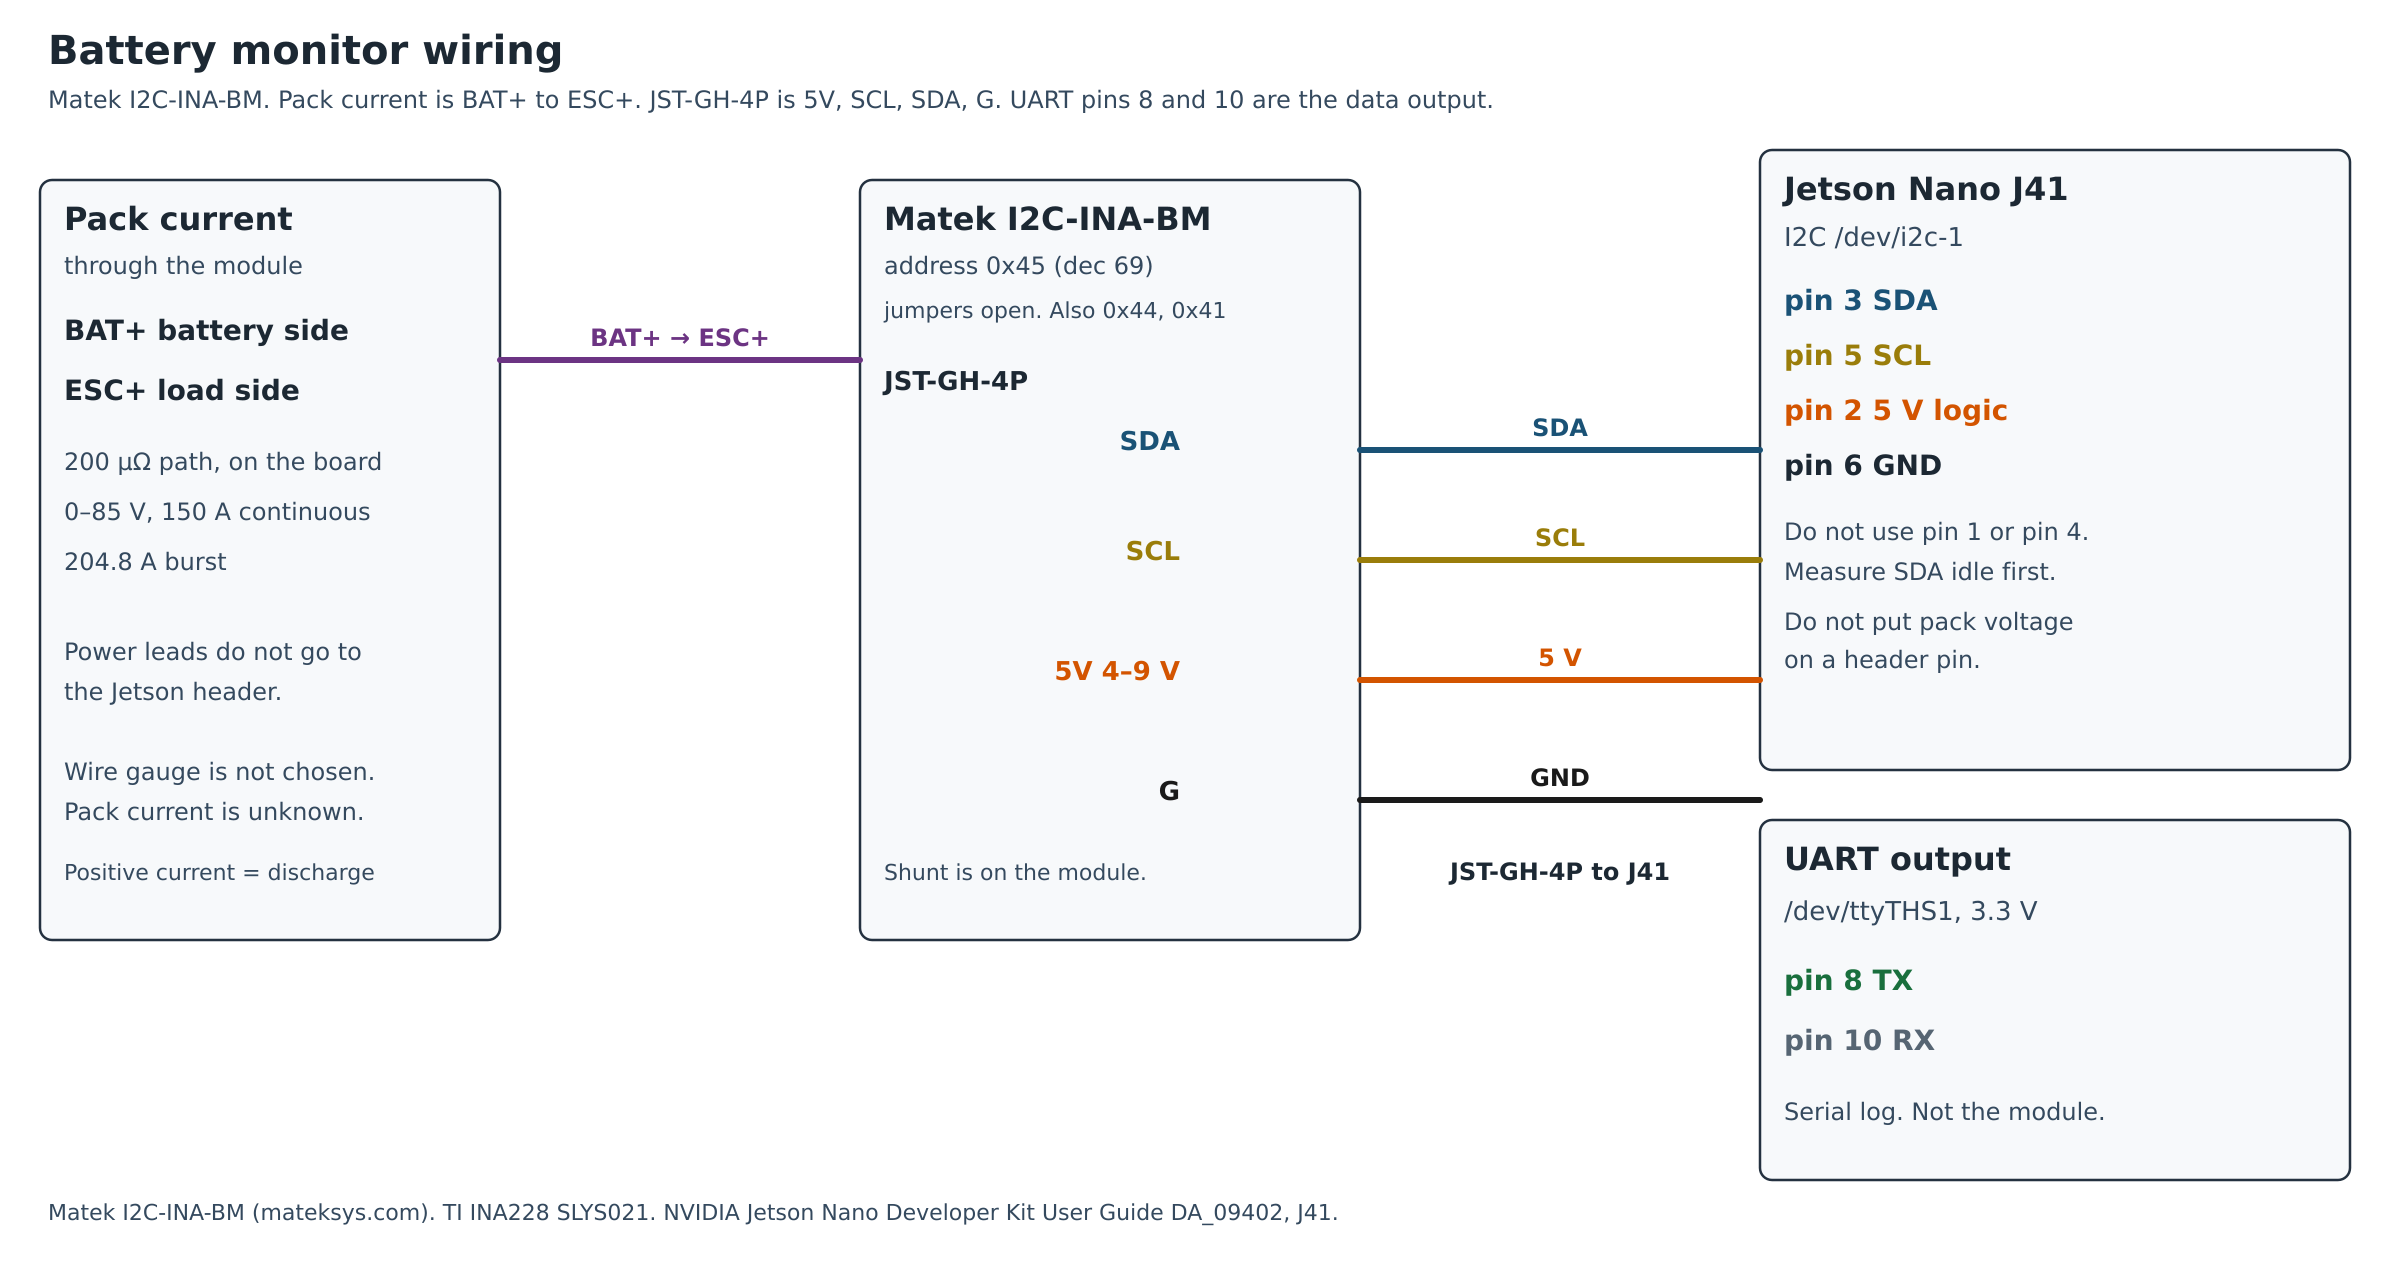 Battery monitor wiring
Matek I2C-INA-BM. Pack current is BAT+ to ESC+. JST-GH-4P is 5V, SCL, SDA, G. UART pins 8 and 10 are the data output.
Pack current
through the module
BAT+ battery side
ESC+ load side
200 µΩ path, on the board
0–85 V, 150 A continuous
204.8 A burst
Power leads do not go to
the Jetson header.
Wire gauge is not chosen.
Pack current is unknown.
Positive current = discharge
BAT+ → ESC+
Matek I2C-INA-BM
address 0x45 (dec 69)
jumpers open. Also 0x44, 0x41
JST-GH-4P
SDA
SCL
5V 4–9 V
G
Shunt is on the module.
SDA
SCL
5 V
GND
JST-GH-4P to J41
Jetson Nano J41
I2C /dev/i2c-1
pin 3 SDA
pin 5 SCL
pin 2 5 V logic
pin 6 GND
Do not use pin 1 or pin 4.
Measure SDA idle first.
Do not put pack voltage
on a header pin.
UART output
/dev/ttyTHS1, 3.3 V
pin 8 TX
pin 10 RX
Serial log. Not the module.
Matek I2C-INA-BM (mateksys.com). TI INA228 SLYS021. NVIDIA Jetson Nano Developer Kit User Guide DA_09402, J41.